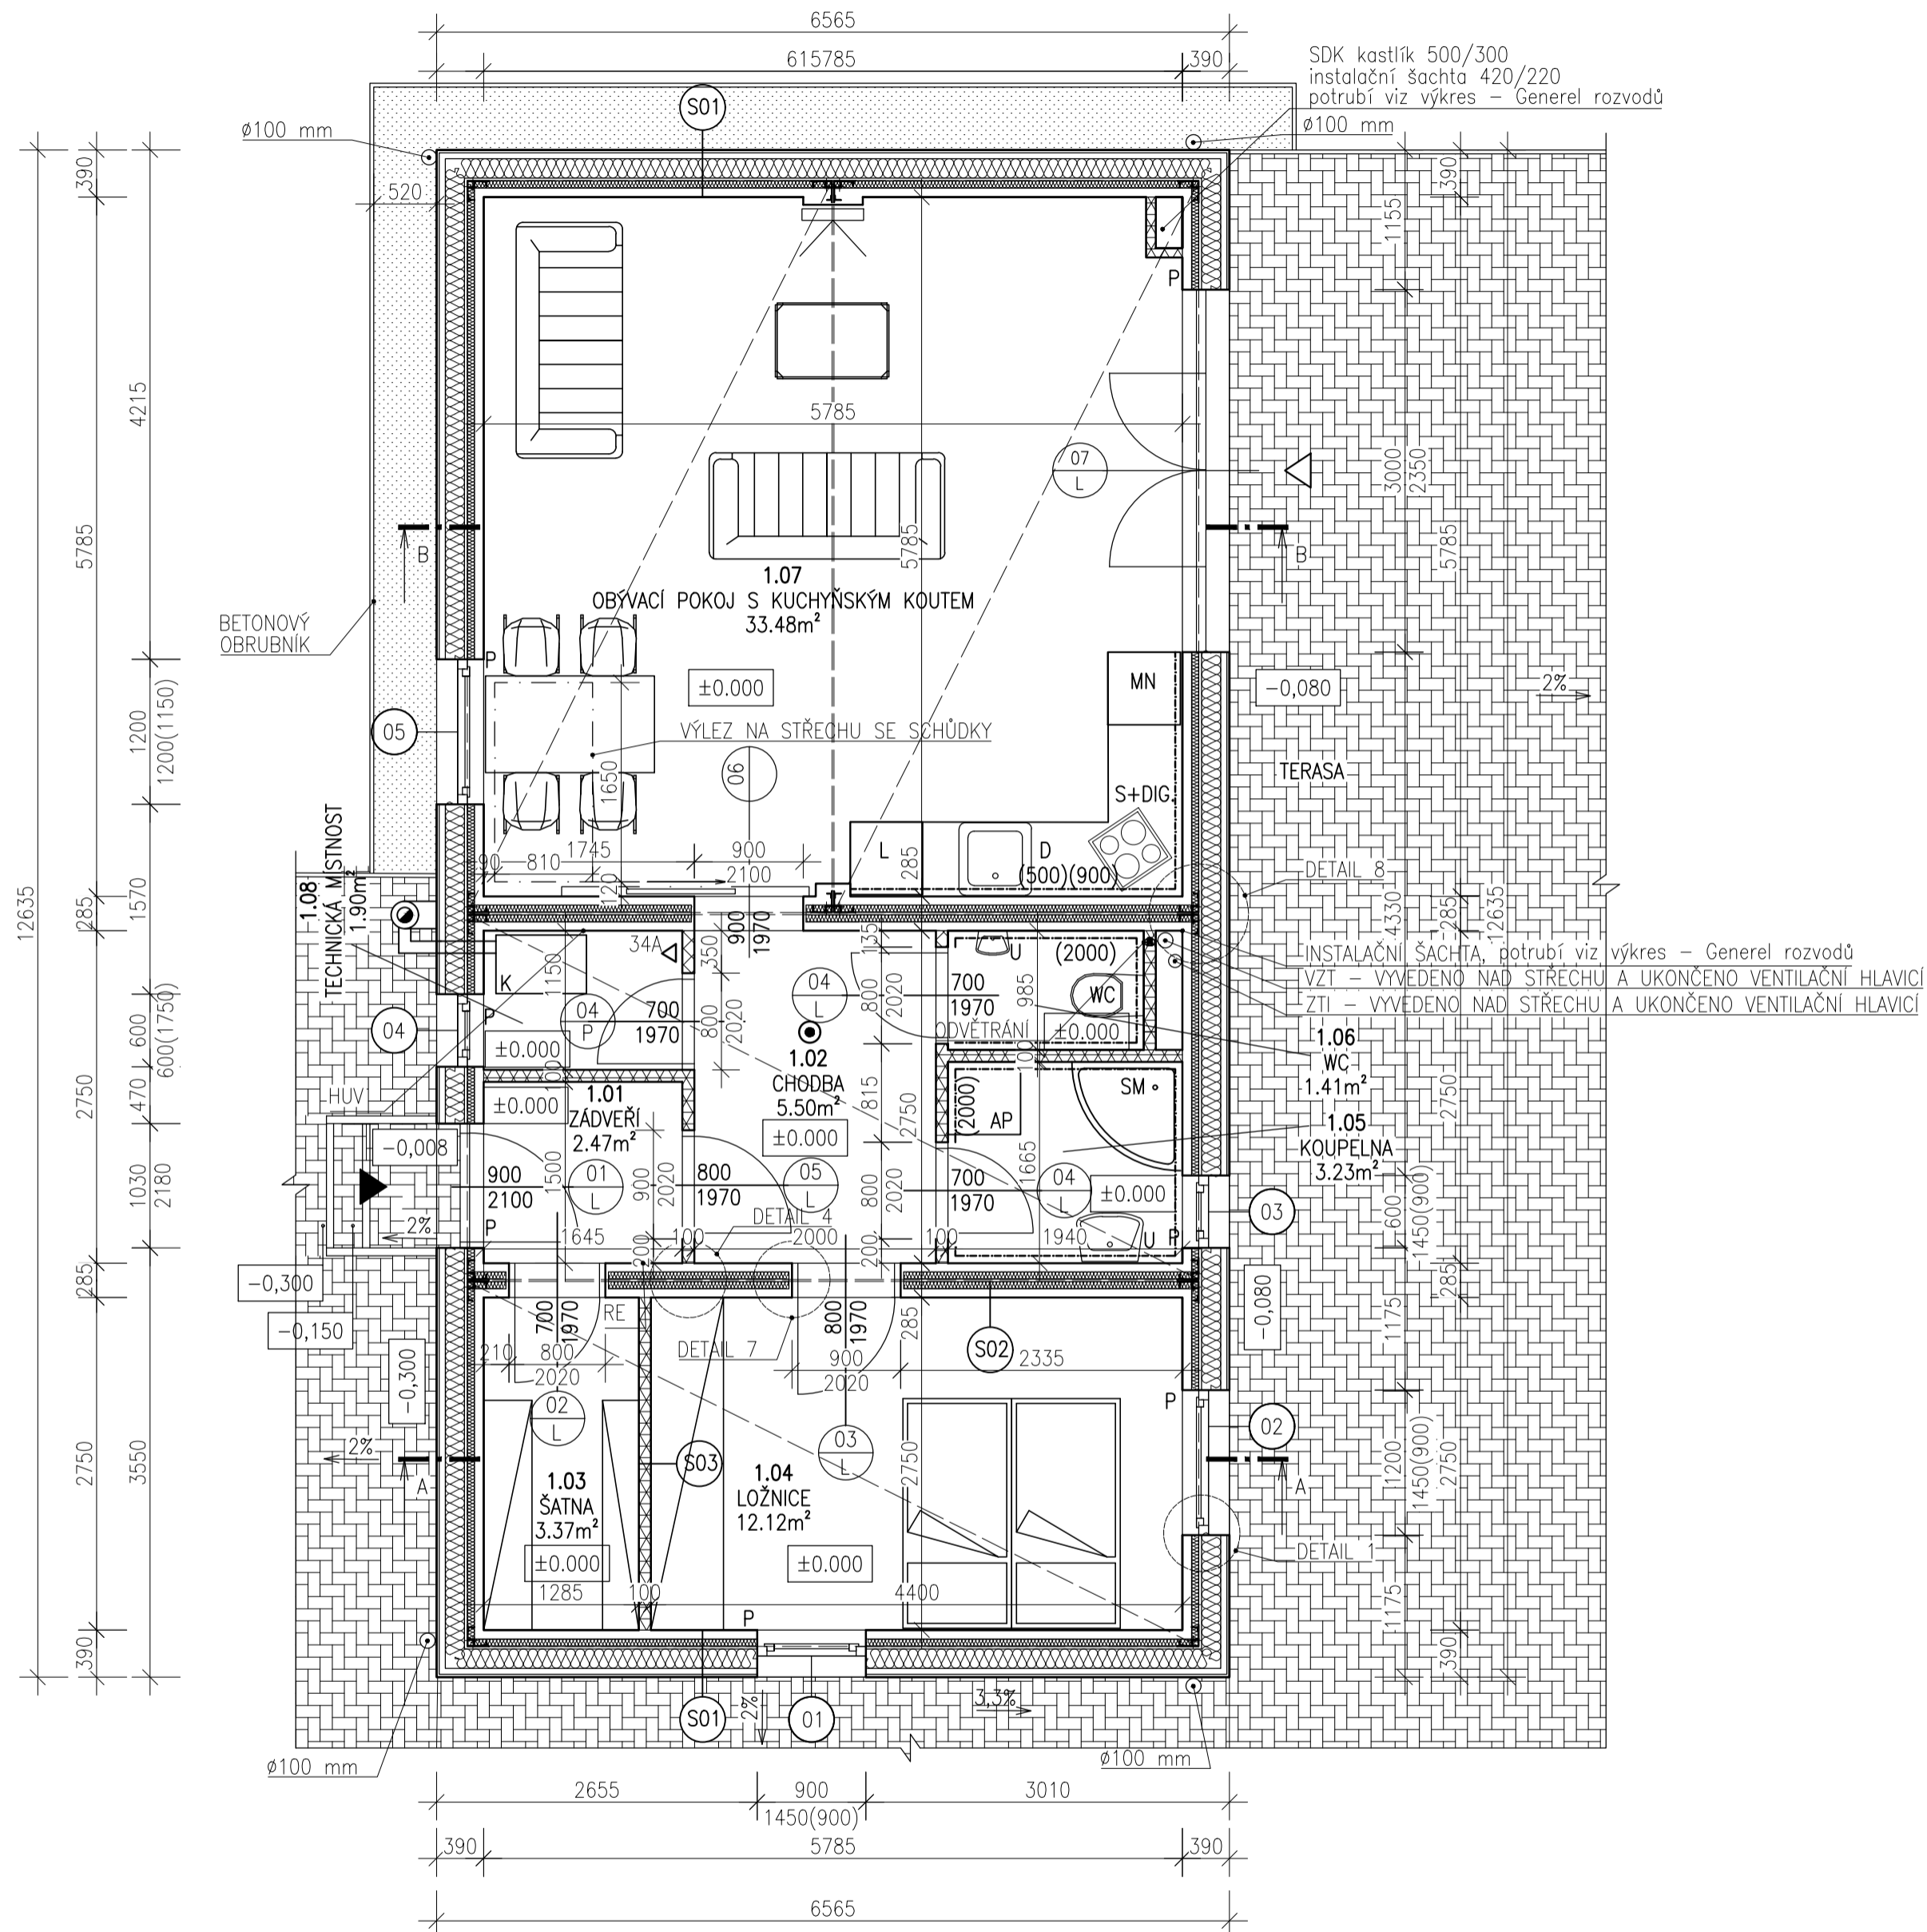 6565
615785
390
SDK kastlík 500/300
instalační šachta 420/220
potrubí viz výkres – Generel rozvodů
S01
ø100 mm
ø100 mm
520
390
390
1155
4215
5785
5785
07
L
3000
2350
5785
5785
B
B
1.07
OBÝVACÍ POKOJ S KUCHYŇSKÝM KOUTEM
33.48m²
BETONOVÝ
OBRUBNÍK
P
P
±0.000
MN
-0,080
2%
05
1200
1200(1150)
VÝLEZ NA STŘECHU SE SCHŮDKY
06
1650
TERASA
S+DIG.
L
D
(500)(900)
285
1745
900
2100
90
810
120
DETAIL 8
12635
285
1570
1.08
TECHNICKÁ MÍSTNOST
1.90m²
4330
285
12635
34A
K
1150
350
900
1970
135
U
(2000)
WC
INSTALAČNÍ ŠACHTA, potrubí viz výkres – Generel rozvodů
VZT – VYVEDENO NAD STŘECHU A UKONČENO VENTILAČNÍ HLAVICÍ
ZTI – VYVEDENO NAD STŘECHU A UKONČENO VENTILAČNÍ HLAVICÍ
04
P
04
P
700
1970
800
2020
04
L
800
2020
700
1970
985
ODVĚTRÁNÍ
±0.000
±0.000
600
600(1750)
470
2750
HUV
100
±0.000
1.01
ZÁDVEŘÍ
2.47m²
1.02
CHODBA
5.50m²
±0.000
815
2750
100
(2000)
AP
SM
1.06
WC
1.41m²
1.05
KOUPELNA
3.23m²
2750
-0,008
900
2100
1500
01
L
900
2020
800
1970
05
L
800
2020
700
1970
1665
04
L
±0.000
03
600
1450(900)
1030
2180
2%
P
1645
200
100
DETAIL 4
2000
200
100
1940
U
P
285
285
-0,300
-0,150
-0,300
-0,080
700
1970
RE
800
1970
285
S02
210
800
2020
DETAIL 7
900
2020
2335
1175
02
L
03
L
P
02
2%
A
A
S03
2750
3550
2750
1200
1450(900)
2750
1.03
ŠATNA
3.37m²
1.04
LOŽNICE
12.12m²
±0.000
±0.000
DETAIL 1
1285
100
4400
P
1175
390
390
S01
2%
01
3,3%
ø100 mm
ø100 mm
2655
900
1450(900)
3010
390
5785
390
6565